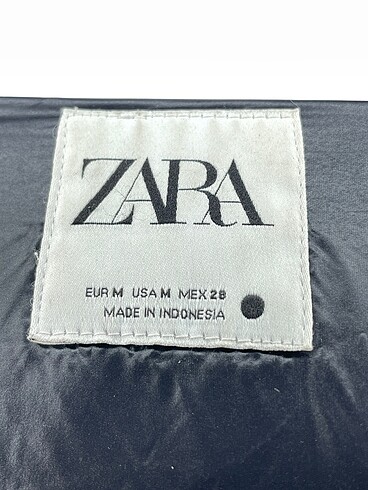 ZARA
EUR M USA M MEX 28
MADE IN INDONESIA